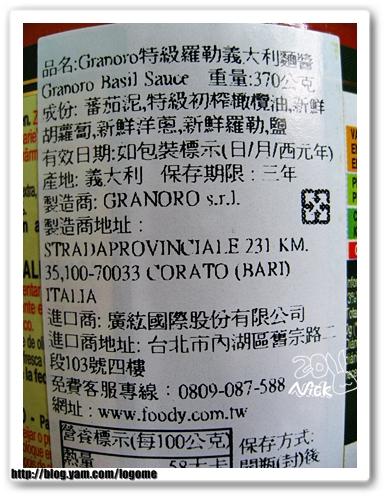 品名:Granoro特級羅勒義大利麵醬
Granoro Basil Sauce 重量:370公克
成份: 蕃茄泥,特級初榨橄欖油,新鮮
胡蘿蔔,新鮮洋蔥,新鮮羅勒,鹽
有效日期:如包裝標示(日/月/西元年)
產地: 義大利 保存期限:三年
製造商: GRANORO s.r.l.
製造商地址:
STRADAPROVINCIALE 231 KM.
35,100-70033 CORATO (BARI)
ITALIA
進口商: 廣紘國際股份有限公司
進口商地址: 台北市內湖區舊宗路二
段103號四樓
免費客服專線: 0809-087-588
網址: www.foody.com.tw
營養標示(每100公克) 保存方式:
熱量 58大卡 開瓶(封)後
Nick
http://blog.yam.com/logome